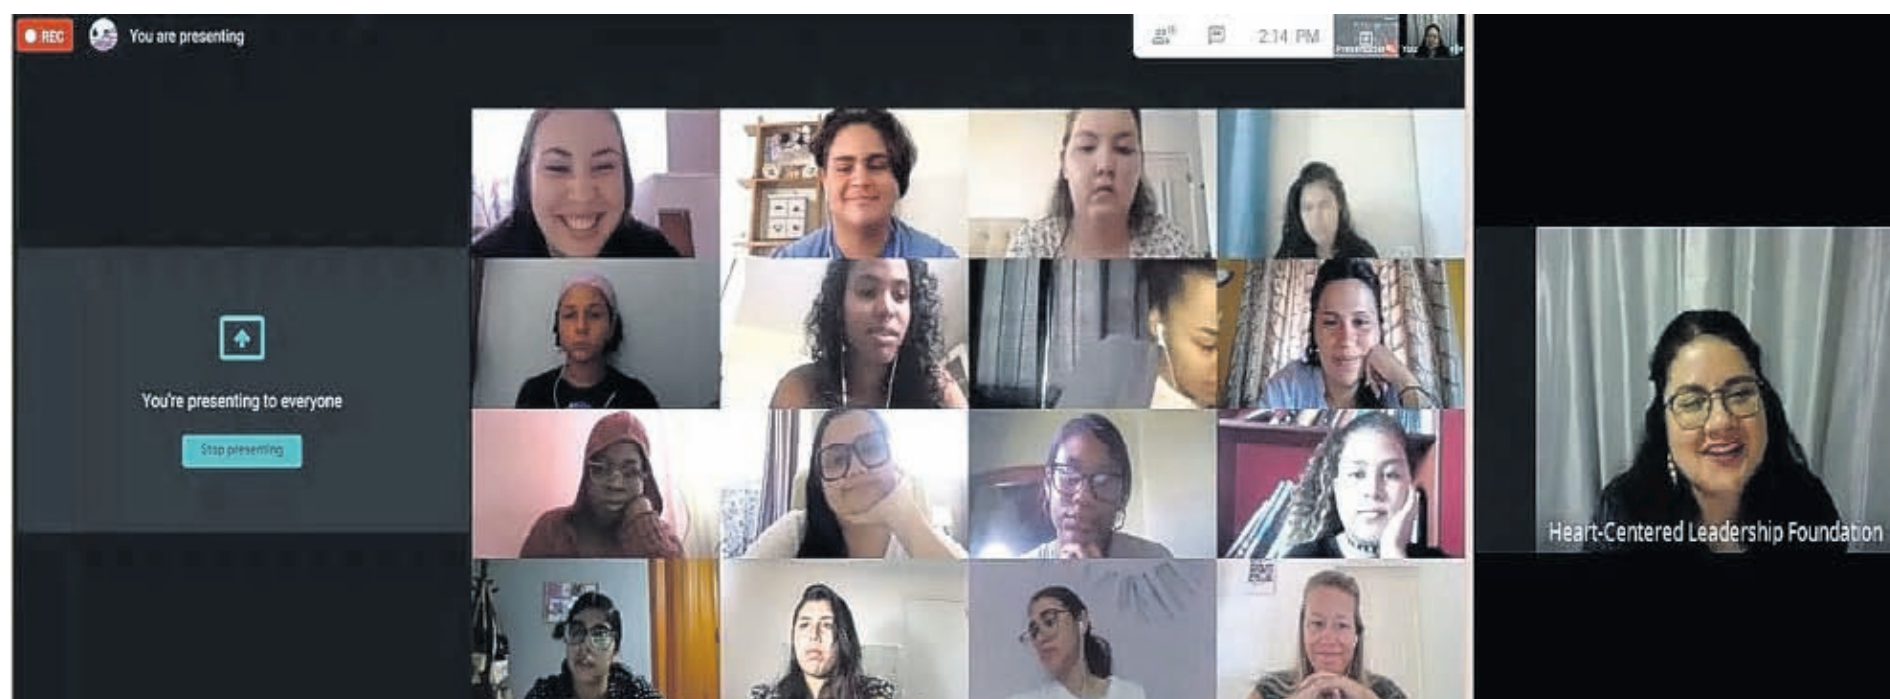 REC
You are presenting
2:14 PM
You're presenting to everyone
Stop presenting
Heart-Centered Leadership Foundation